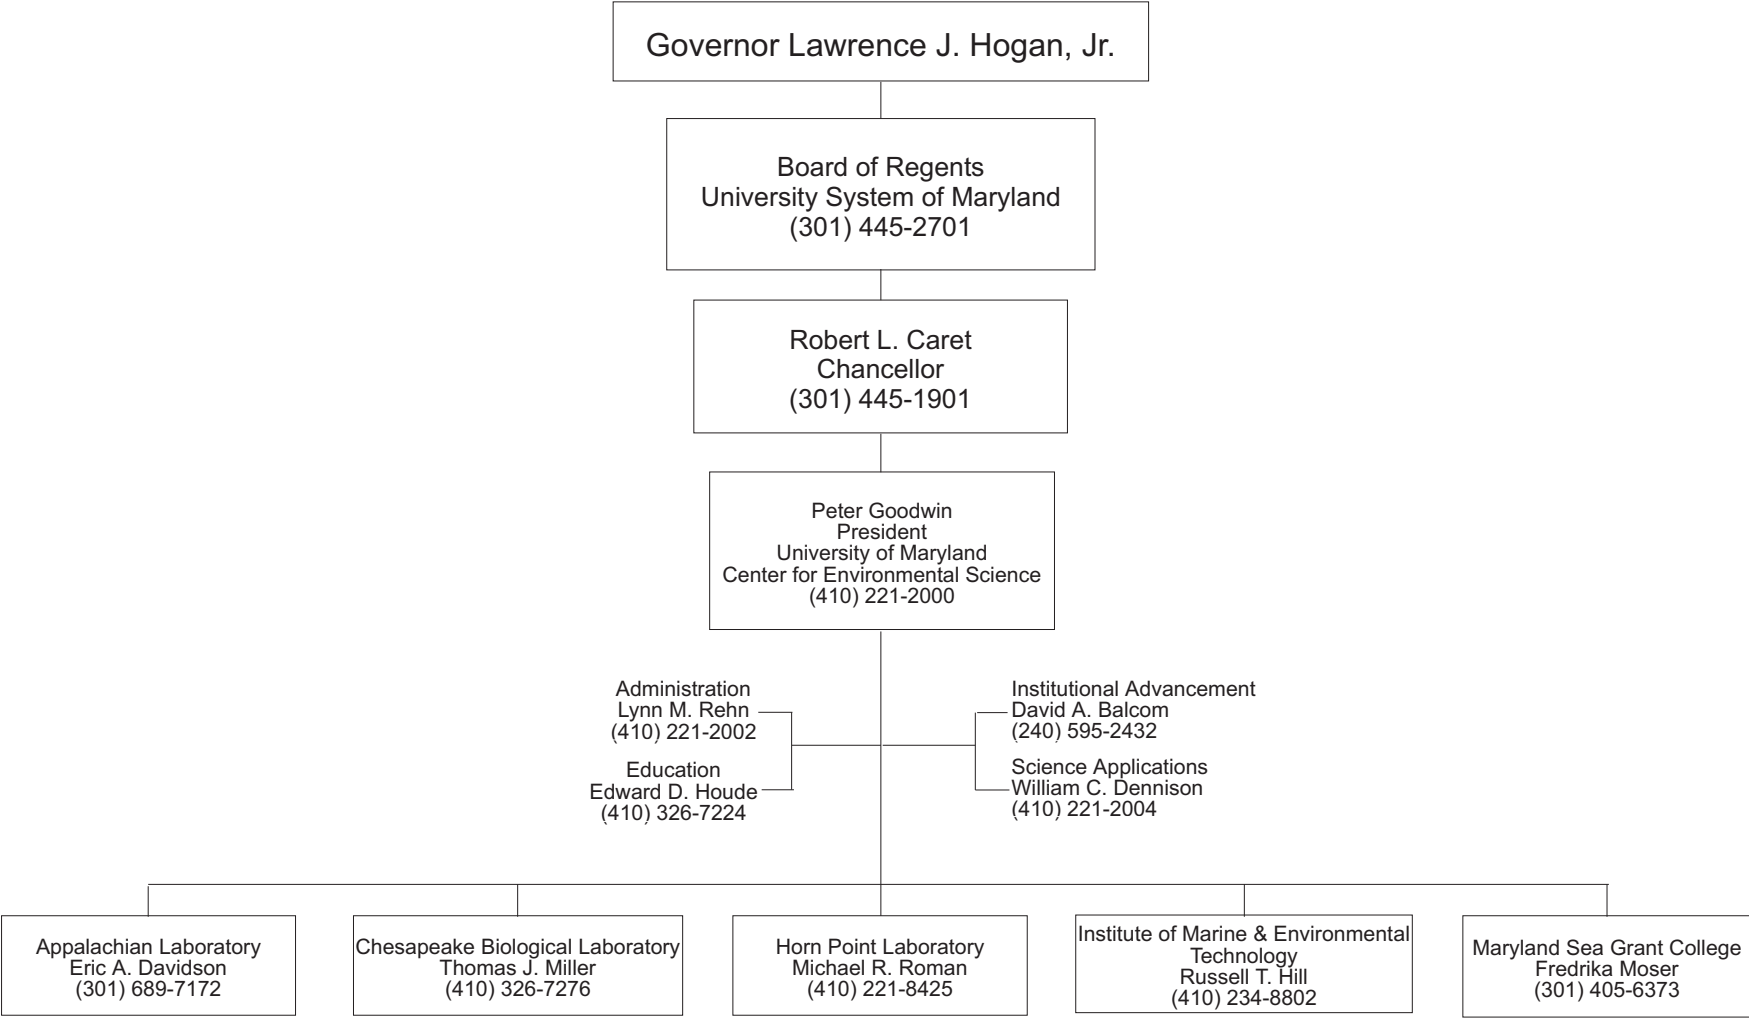 Governor Lawrence J. Hogan, Jr.
Board of Regents
University System of Maryland
(301) 445-2701
Robert L. Caret
Chancellor
(301) 445-1901
Peter Goodwin
President
University of Maryland
Center for Environmental Science
(410) 221-2000
Administration
Lynn M. Rehn
(410) 221-2002
Education
Edward D. Houde
(410) 326-7224
Institutional Advancement
David A. Balcom
(240) 595-2432
Science Applications
William C. Dennison
(410) 221-2004
Appalachian Laboratory
Eric A. Davidson
(301) 689-7172
Chesapeake Biological Laboratory
Thomas J. Miller
(410) 326-7276
Horn Point Laboratory
Michael R. Roman
(410) 221-8425
Institute of Marine & Environmental
Technology
Russell T. Hill
(410) 234-8802
Maryland Sea Grant College
Fredrika Moser
(301) 405-6373